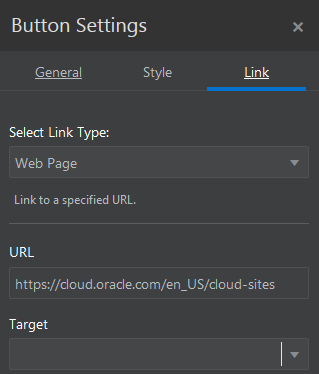 Button Settings
×
General Style Link
Select Link Type:
Web Page
Link to a specified URL.
URL
https://cloud.oracle.com/en_US/cloud-sites
Target